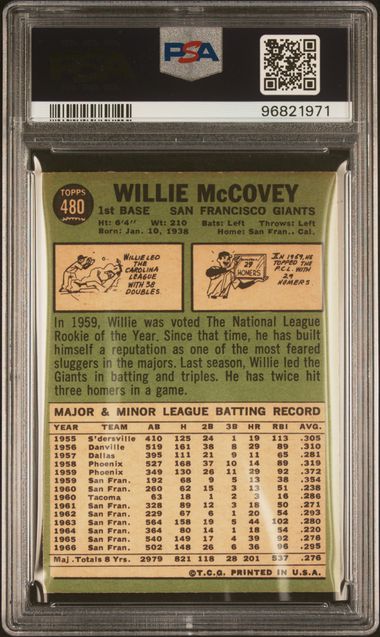 PSA
96821971
TOPPS
480
WILLIE McCOVEY
1st BASE SAN FRANCISCO GIANTS
Ht: 6'4" Wt: 210 Bats: Left Throws: Left
Born: Jan. 10, 1938 Home: San Fran., Cal.
WILLIE LED
THE
CAROLINA
LEAGUE
WITH 38
DOUBLES.
29
HOMERS
IN 1959, HE
TOPPED THE
P.C.L. WITH
29
HOMERS
In 1959, Willie was voted The National League
Rookie of the Year. Since that time, he has built
himself a reputation as one of the most feared
sluggers in the majors. Last season, Willie led the
Giants in batting and triples. He has twice hit
three homers in a game.
MAJOR & MINOR LEAGUE BATTING RECORD
YEAR TEAM AB H 2B 3B HR RBI AVG.
1955 S'dersville 410 125 24 1 19 113 .305
1956 Danville 519 161 38 8 29 89 .310
1957 Dallas 395 111 21 9 11 65 .281
1958 Phoenix 527 168 37 10 14 89 .319
1959 Phoenix 349 130 26 11 29 92 .372
1959 San Fran. 192 68 9 5 13 38 .354
1960 San Fran. 260 62 15 3 13 51 .238
1960 Tacoma 63 18 1 2 3 16 .286
1961 San Fran. 328 89 12 3 18 50 .271
1962 San Fran. 229 67 6 1 20 54 .293
1963 San Fran. 564 158 19 5 44 102 .280
1964 San Fran. 364 80 14 1 18 54 .220
1965 San Fran. 540 149 17 4 39 92 .276
1966 San Fran. 502 148 26 6 36 96 .295
Maj. Totals 8 Yrs. 2979 821 118 28 201 537 .276
©T.C.G. PRINTED IN U.S.A.